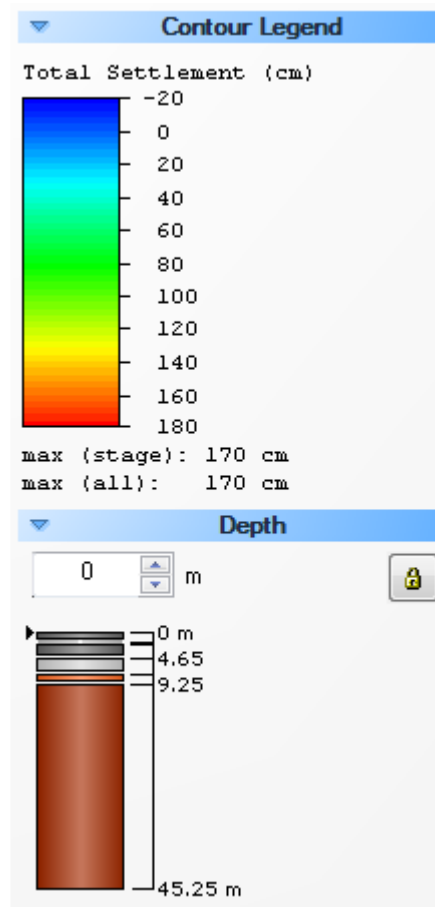 Contour Legend
Total Settlement (cm)
-20
0
20
40
60
80
100
120
140
160
180
max (stage): 170 cm
max (all): 170 cm
Depth
0 m
0 m
4.65
9.25
45.25 m